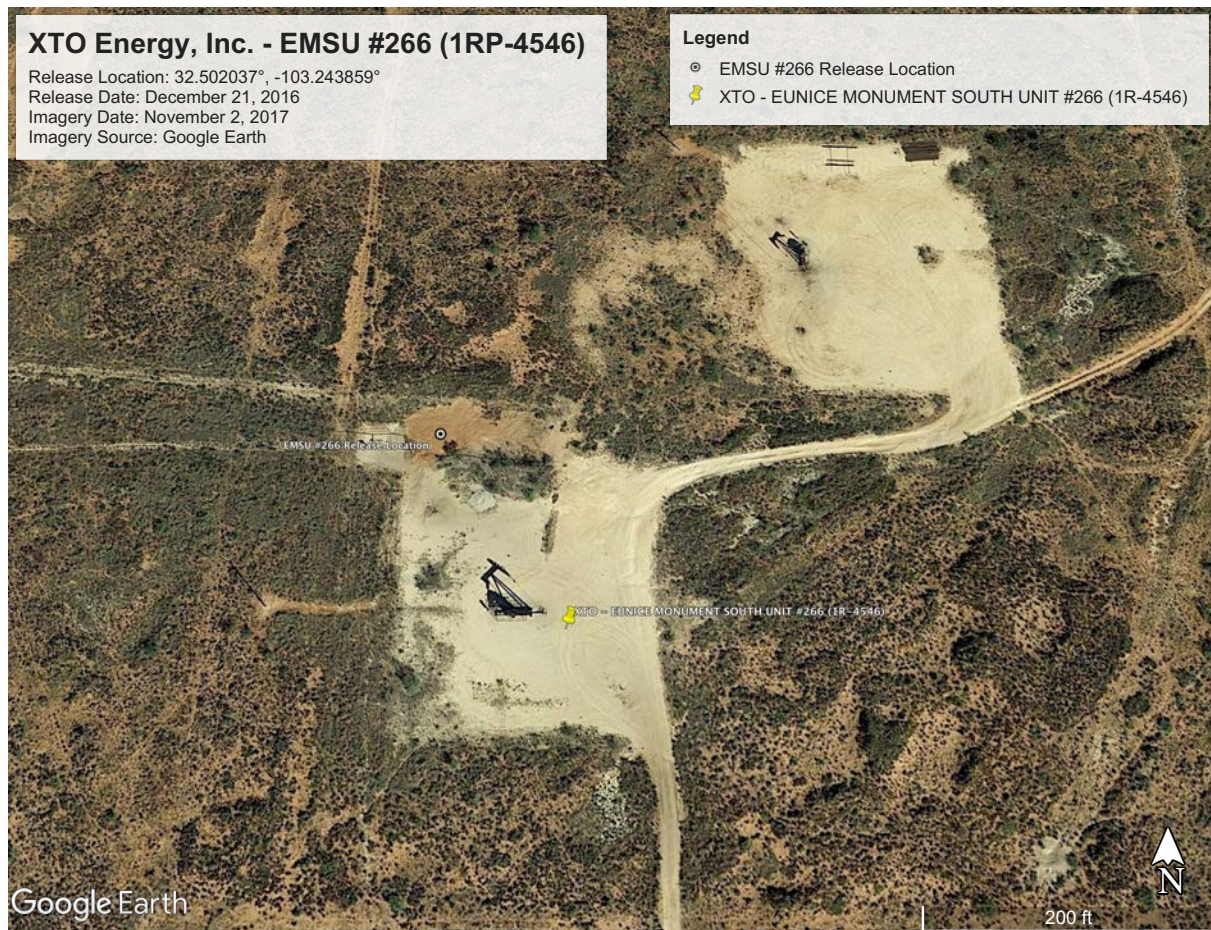 XTO Energy, Inc. - EMSU #266 (1RP-4546)
Release Location: 32.502037°, -103.243859°
Release Date: December 21, 2016
Imagery Date: November 2, 2017
Imagery Source: Google Earth
Legend
EMSU #266 Release Location
XTO - EUNICE MONUMENT SOUTH UNIT #266 (1R-4546)
EMSU #266 Release Location
XTO - EUNICE MONUMENT SOUTH UNIT #266 (1R-4546)
N
Google Earth
200 ft